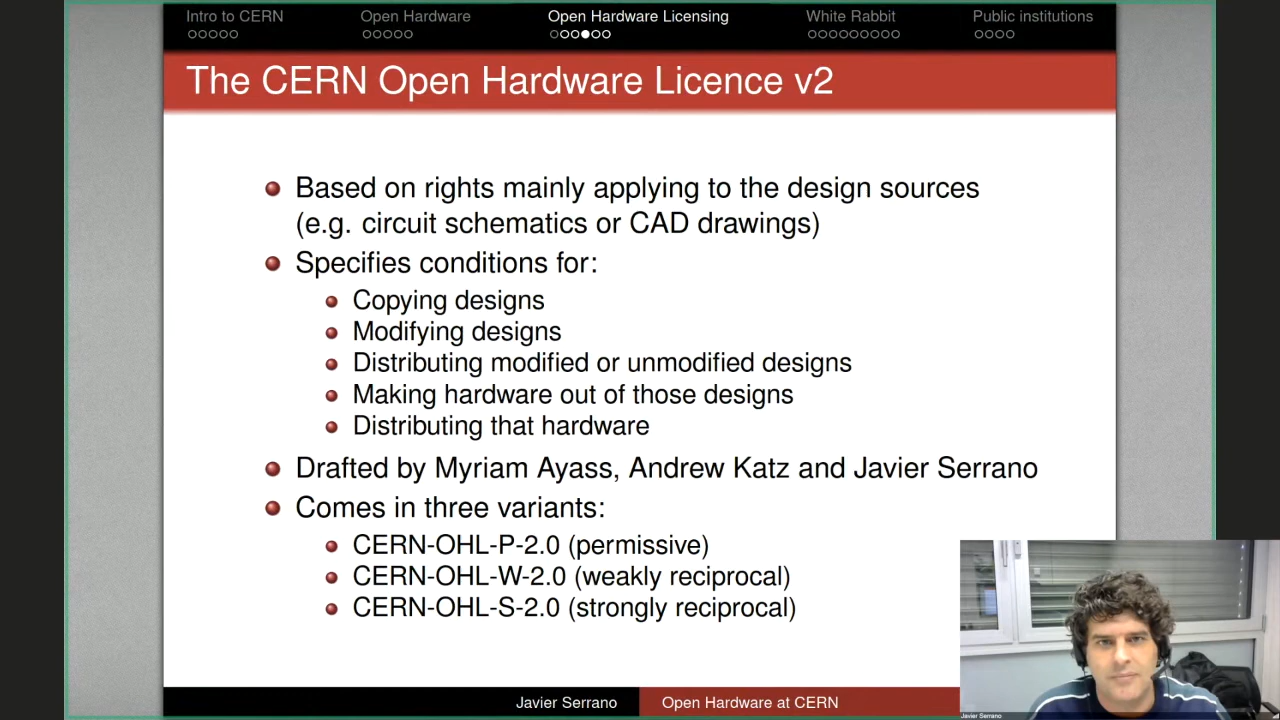 Intro to CERN
Open Hardware
Open Hardware Licensing
White Rabbit
Public institutions
The CERN Open Hardware Licence v2
Based on rights mainly applying to the design sources
(e.g. circuit schematics or CAD drawings)
Specifies conditions for:
Copying designs
Modifying designs
Distributing modified or unmodified designs
Making hardware out of those designs
Distributing that hardware
Drafted by Myriam Ayass, Andrew Katz and Javier Serrano
Comes in three variants:
CERN-OHL-P-2.0 (permissive)
CERN-OHL-W-2.0 (weakly reciprocal)
CERN-OHL-S-2.0 (strongly reciprocal)
Javier Serrano
Open Hardware at CERN
Javier Serrano